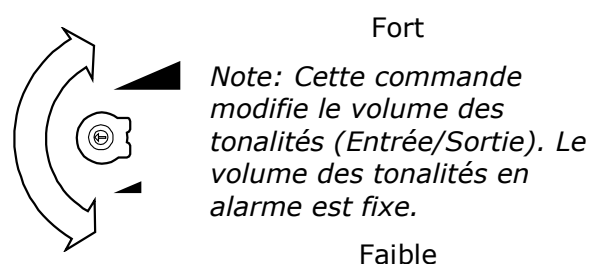 Fort
Note: Cette commande
modifie le volume des
tonalités (Entrée/Sortie). Le
volume des tonalités en
alarme est fixe.
Faible